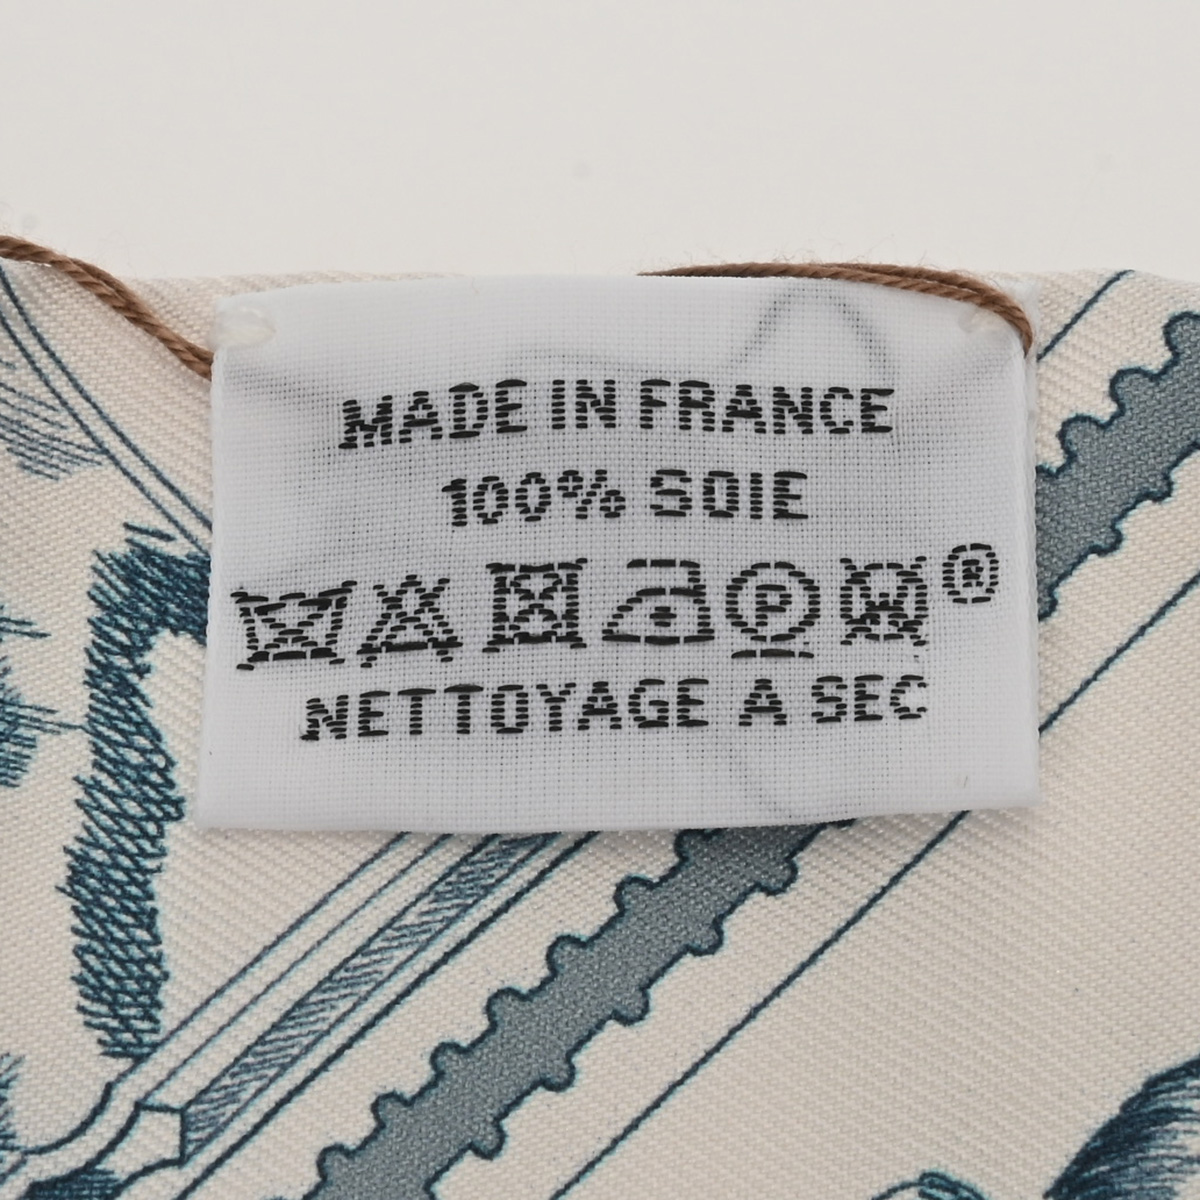 MADE IN FRANCE
100% SOIE
P W ®
NETTOYAGE A SEC